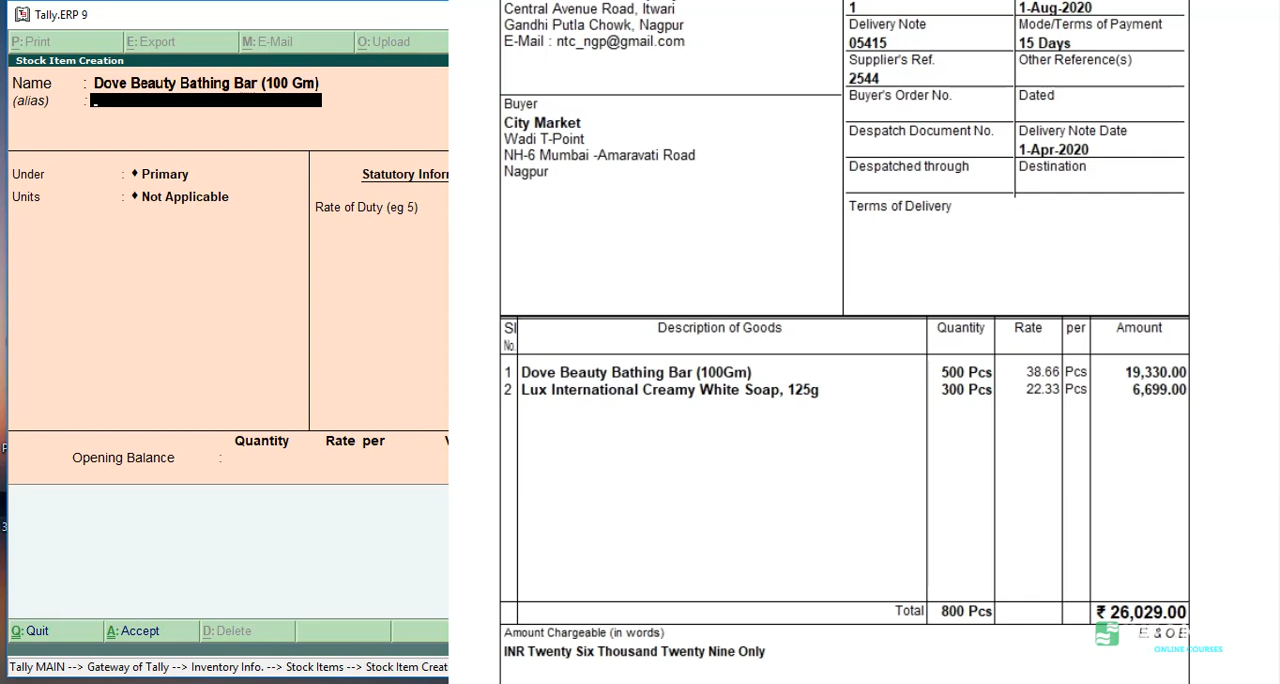 Tally.ERP 9
P: Print
E: Export
M: E-Mail
O: Upload
Stock Item Creation
Name : Dove Beauty Bathing Bar (100 Gm)
(alias) :
Under : ♦ Primary
Units : ♦ Not Applicable
Statutory Infor
Rate of Duty (eg 5)
Quantity Rate per V
Opening Balance :
Q: Quit
A: Accept
D: Delete
Tally MAIN --> Gateway of Tally --> Inventory Info. --> Stock Items --> Stock Item Creat
Central Avenue Road, Itwari
Gandhi Putla Chowk, Nagpur
E-Mail : ntc_ngp@gmail.com
1
1-Aug-2020
Delivery Note
Mode/Terms of Payment
05415
15 Days
Supplier's Ref.
Other Reference(s)
2544
Buyer's Order No.
Dated
Despatch Document No.
Delivery Note Date
1-Apr-2020
Despatched through
Destination
Terms of Delivery
Buyer
City Market
Wadi T-Point
NH-6 Mumbai -Amaravati Road
Nagpur
Sl No. Description of Goods Quantity Rate per Amount
1 Dove Beauty Bathing Bar (100Gm) 500 Pcs 38.66 Pcs 19,330.00
2 Lux International Creamy White Soap, 125g 300 Pcs 22.33 Pcs 6,699.00
Total 800 Pcs ₹ 26,029.00
Amount Chargeable (in words) E & OE
INR Twenty Six Thousand Twenty Nine Only
ONLINE COURSES